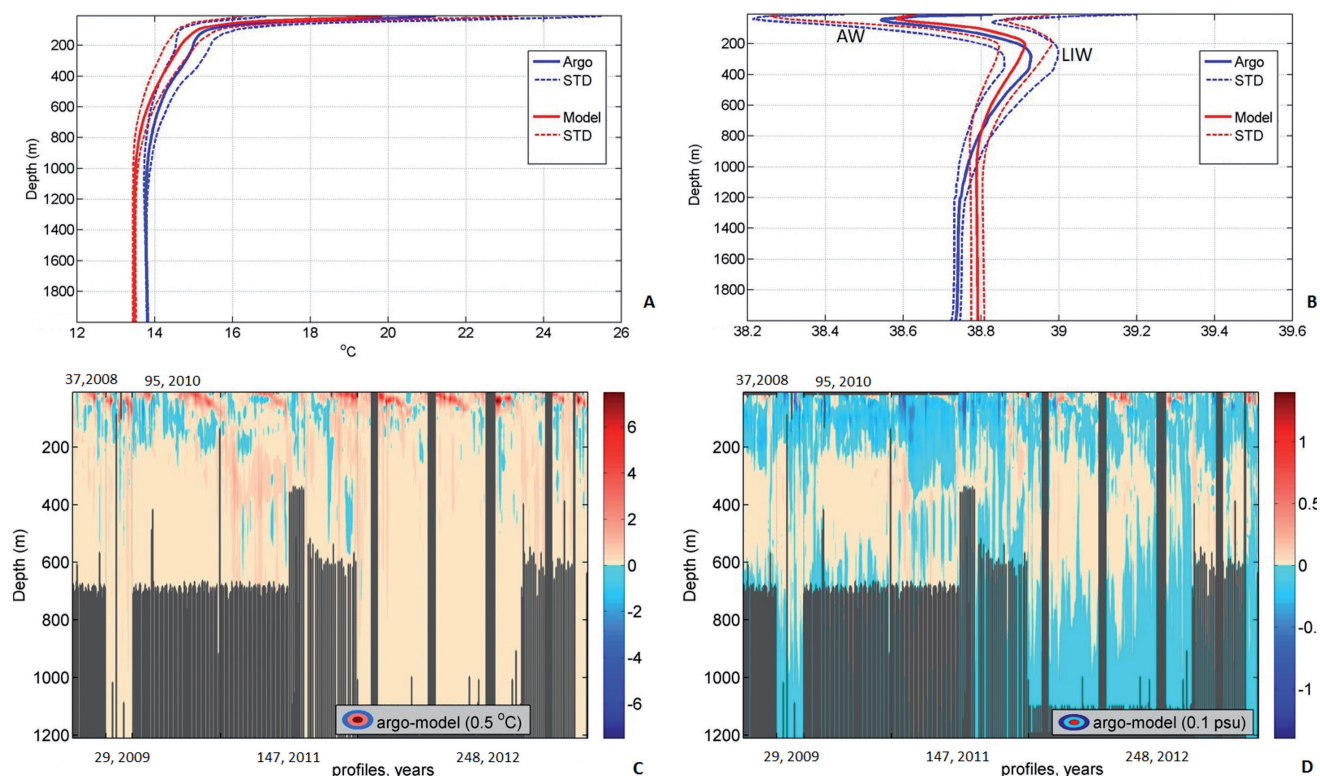 Depth (m)
200
400
600
800
1000
1200
1400
1600
1800
12 14 16 18 20 22 24 26
°C
Argo
STD
Model
STD
A
Depth (m)
200
400
600
800
1000
1200
1400
1600
1800
38.2 38.4 38.6 38.8 39 39.2 39.4 39.6
AW
LIW
Argo
STD
Model
STD
B
37,2008 95, 2010
Depth (m)
200
400
600
800
1000
1200
6
4
2
0
-2
-4
-6
argo-model (0.5 °C)
29, 2009 147, 2011 248, 2012
profiles, years
C
37,2008 95, 2010
Depth (m)
200
400
600
800
1000
1200
1
0.5
0
-0.
-1
argo-model (0.1 psu)
29, 2009 147, 2011 248, 2012
profiles, years
D